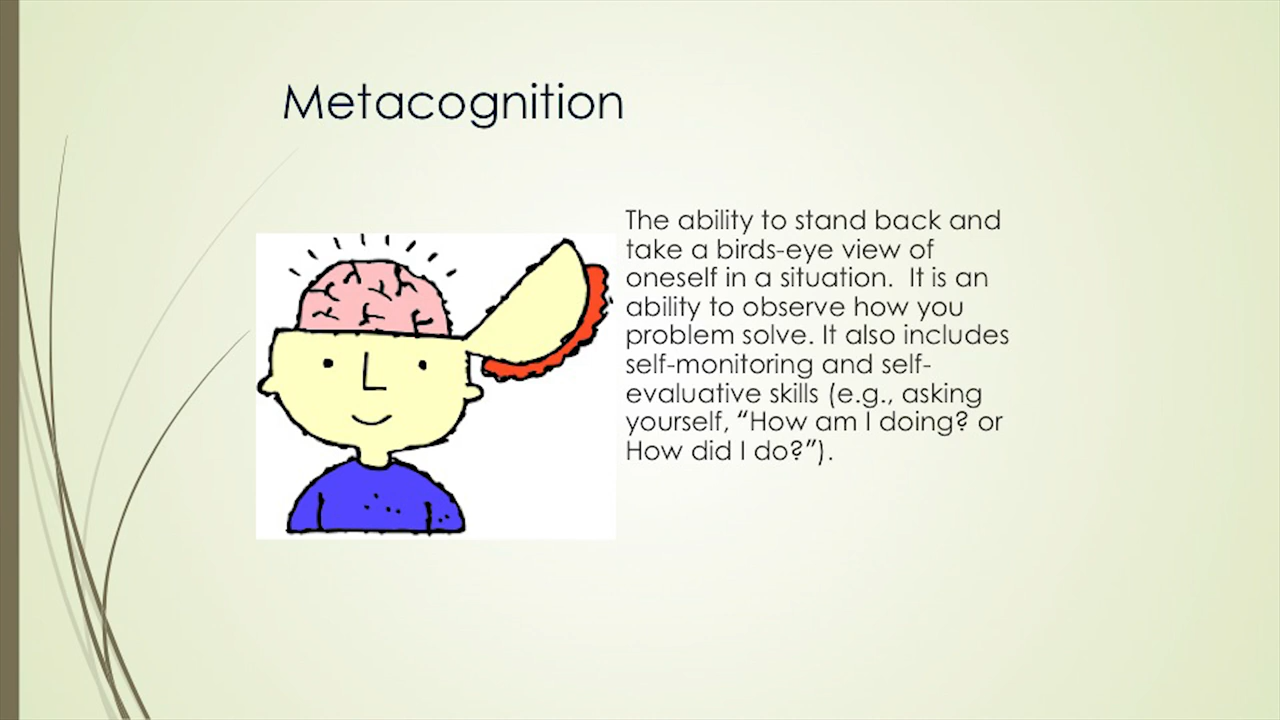 Metacognition
The ability to stand back and
take a birds-eye view of
oneself in a situation.  It is an
ability to observe how you
problem solve. It also includes
self-monitoring and self-
evaluative skills (e.g., asking
yourself, “How am I doing? or
How did I do?”).